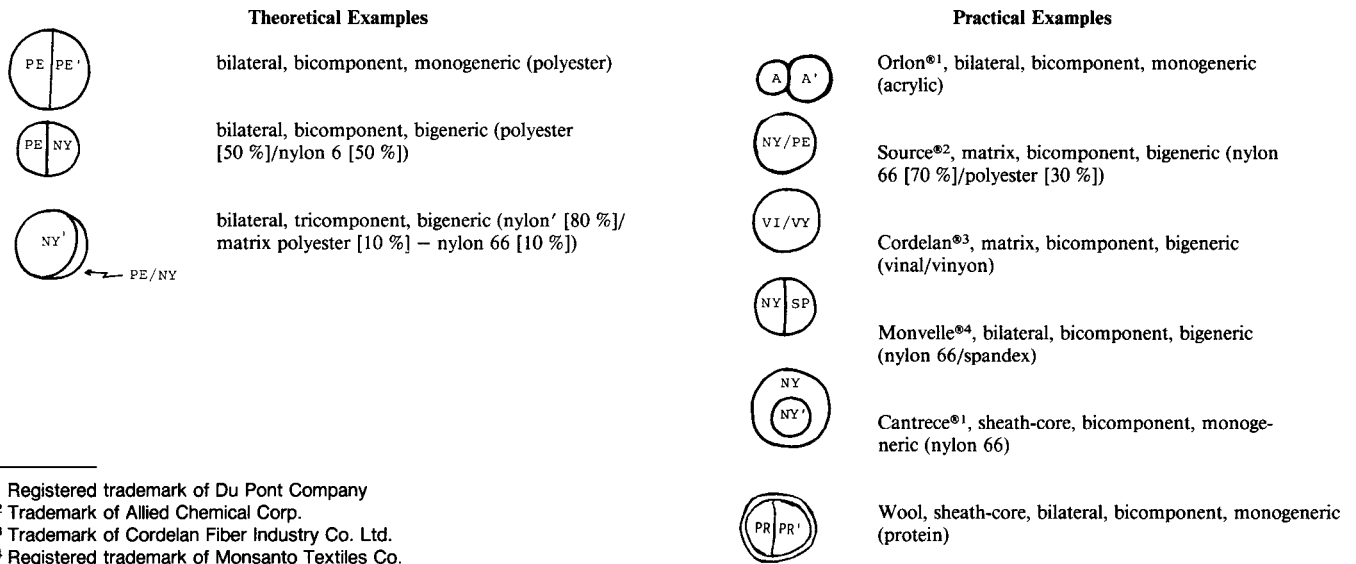 Theoretical Examples
PE PE'
bilateral, bicomponent, monogeneric (polyester)
PE NY
bilateral, bicomponent, bigeneric (polyester
[50 %]/nylon 6 [50 %])
NY'
PE/NY
bilateral, tricomponent, bigeneric (nylon′ [80 %]/
matrix polyester [10 %] − nylon 66 [10 %])
Practical Examples
A A'
Orlon®¹, bilateral, bicomponent, monogeneric
(acrylic)
NY/PE
Source®², matrix, bicomponent, bigeneric (nylon
66 [70 %]/polyester [30 %])
VI/VY
Cordelan®³, matrix, bicomponent, bigeneric
(vinal/vinyon)
NY SP
Monvelle®⁴, bilateral, bicomponent, bigeneric
(nylon 66/spandex)
NY
NY'
Cantrece®¹, sheath-core, bicomponent, monoge-
neric (nylon 66)
PR PR'
Wool, sheath-core, bilateral, bicomponent, monogeneric
(protein)
Registered trademark of Du Pont Company
² Trademark of Allied Chemical Corp.
³ Trademark of Cordelan Fiber Industry Co. Ltd.
⁴ Registered trademark of Monsanto Textiles Co.